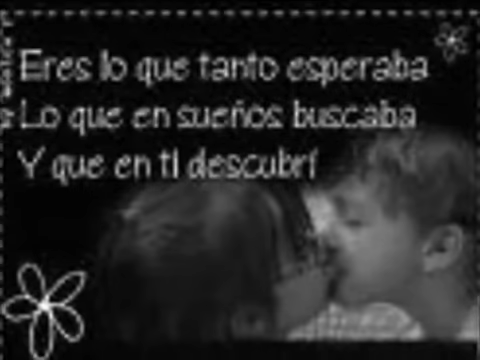 Eres lo que tanto esperaba
Lo que en sueños buscaba
Y que en ti descubrí